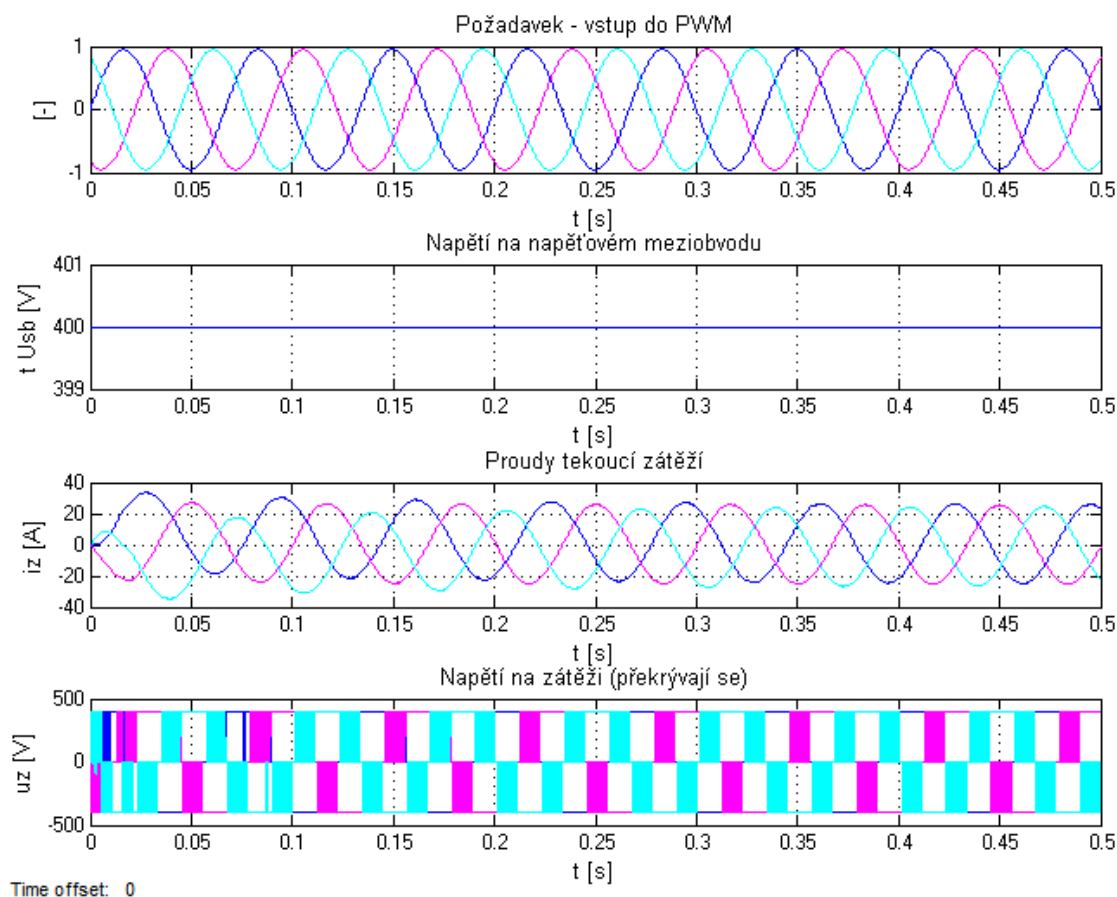 Požadavek - vstup do PWM
1
0
-1
[-]
0 0.05 0.1 0.15 0.2 0.25 0.3 0.35 0.4 0.45 0.5
t [s]
Napětí na napěťovém meziobvodu
401
400
399
t Usb [V]
0 0.05 0.1 0.15 0.2 0.25 0.3 0.35 0.4 0.45 0.5
t [s]
Proudy tekoucí zátěží
40
20
0
-20
-40
iz [A]
0 0.05 0.1 0.15 0.2 0.25 0.3 0.35 0.4 0.45 0.5
t [s]
Napětí na zátěži (překrývají se)
500
0
-500
uz [V]
0 0.05 0.1 0.15 0.2 0.25 0.3 0.35 0.4 0.45 0.5
t [s]
Time offset: 0